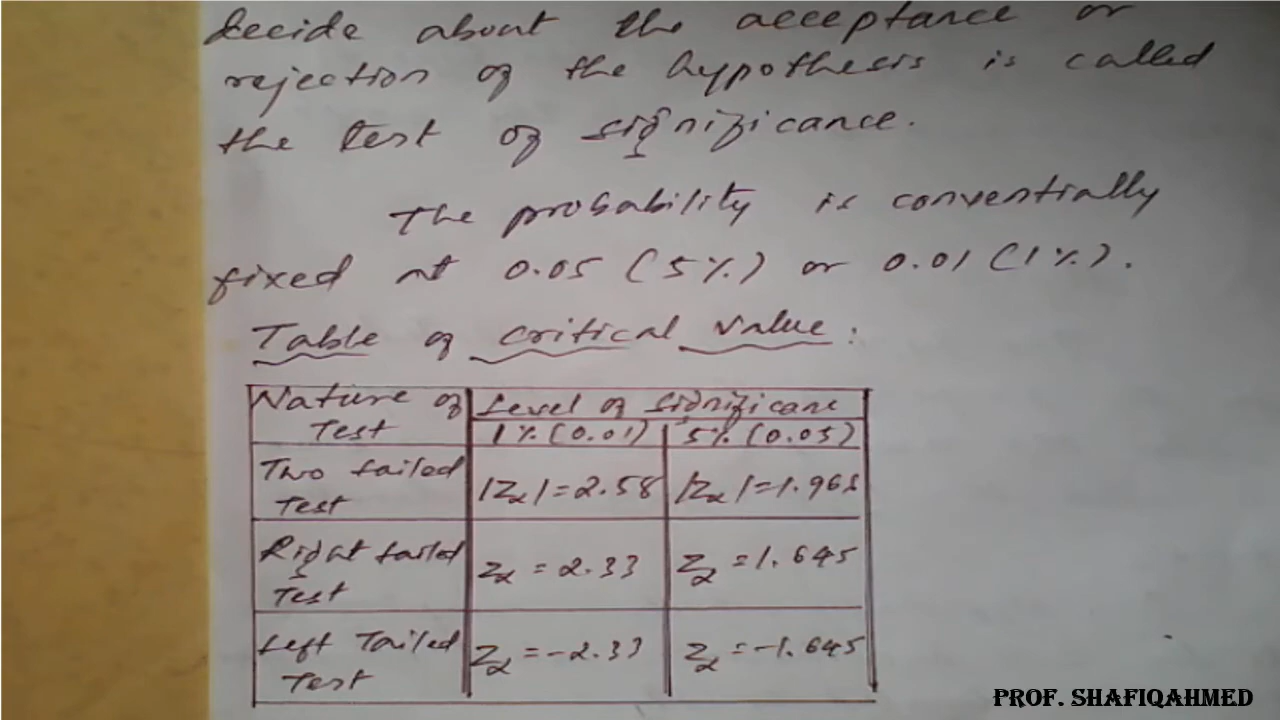 decide about the acceptance or
rejection of the hypothesis is called
the test of significance.
The probability is conventially
fixed at 0.05 (5%) or 0.01 (1%).
Table of critical value:
Nature of Test
Level of significane
1% (0.01) 5% (0.05)
Two tailed Test |Zα| = 2.58 |Zα| = 1.966
Right tailed Test Zα = 2.33 Zα = 1.645
Left Tailed Test Zα = -2.33 Zα = -1.645
PROF. SHAFIQAHMED